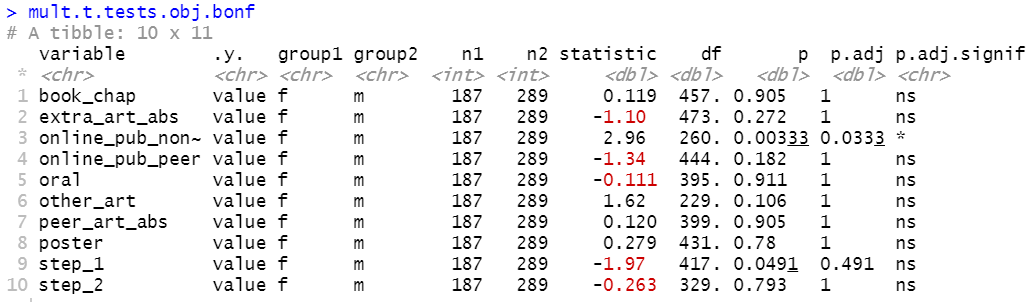 > mult.t.tests.obj.bonf
# A tibble: 10 x 11
   variable        .y.   group1 group2    n1    n2 statistic    df       p  p.adj p.adj.signif
 * <chr>           <chr> <chr>  <chr>  <int> <int>     <dbl> <dbl>   <dbl>  <dbl> <chr>
 1 book_chap       value f      m        187   289     0.119  457. 0.905   1      ns
 2 extra_art_abs   value f      m        187   289    -1.10   473. 0.272   1      ns
 3 online_pub_non~ value f      m        187   289     2.96   260. 0.00333 0.0333 *
 4 online_pub_peer value f      m        187   289    -1.34   444. 0.182   1      ns
 5 oral            value f      m        187   289    -0.111  395. 0.911   1      ns
 6 other_art       value f      m        187   289     1.62   229. 0.106   1      ns
 7 peer_art_abs    value f      m        187   289     0.120  399. 0.905   1      ns
 8 poster          value f      m        187   289     0.279  431. 0.78    1      ns
 9 step_1          value f      m        187   289    -1.97   417. 0.0491  0.491  ns
10 step_2          value f      m        187   289    -0.263  329. 0.793   1      ns